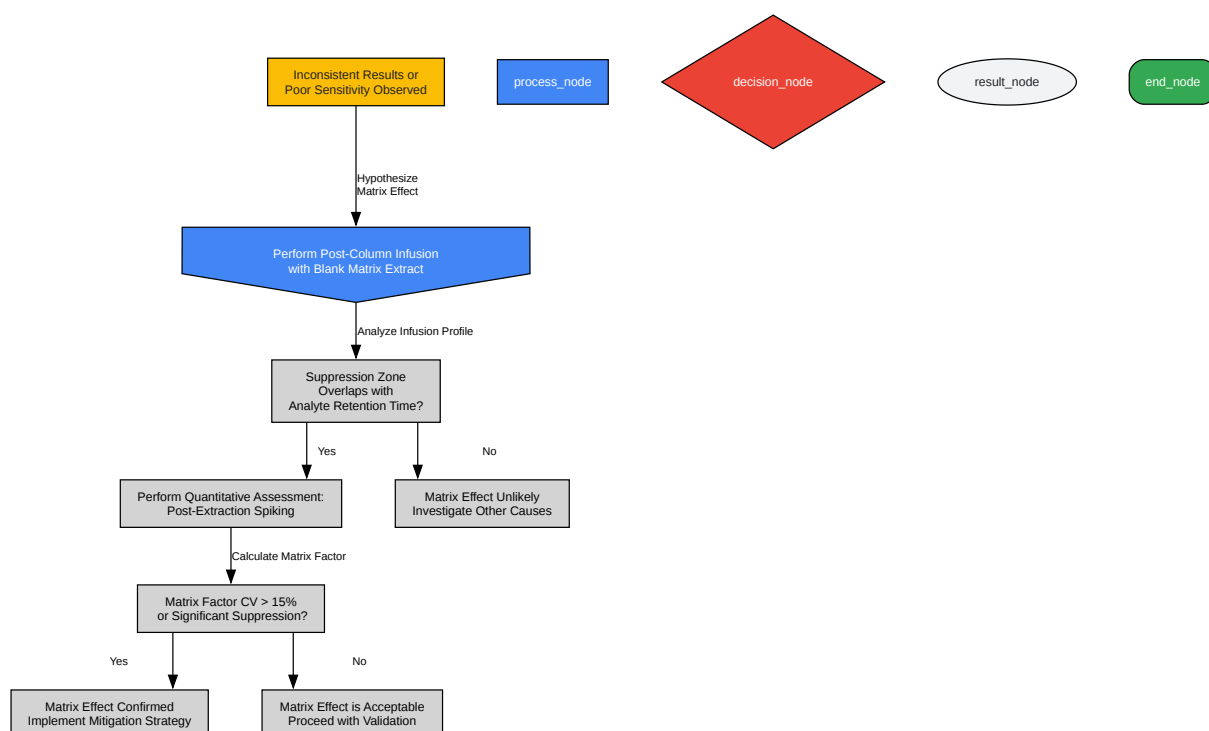 Inconsistent Results or
Poor Sensitivity Observed
process_node
decision_node
result_node
end_node
Hypothesize
Matrix Effect
Perform Post-Column Infusion
with Blank Matrix Extract
Analyze Infusion Profile
Suppression Zone
Overlaps with
Analyte Retention Time?
Yes
No
Perform Quantitative Assessment:
Post-Extraction Spiking
Matrix Effect Unlikely
Investigate Other Causes
Calculate Matrix Factor
Matrix Factor CV > 15%
or Significant Suppression?
Yes
No
Matrix Effect Confirmed
Implement Mitigation Strategy
Matrix Effect is Acceptable
Proceed with Validation